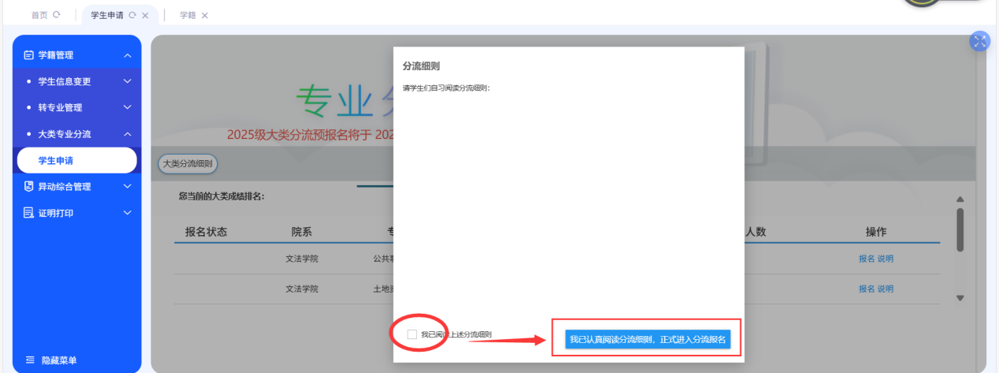 首页
学生申请
学籍
学籍管理
学生信息变更
转专业管理
大类专业分流
学生申请
异动综合管理
证明打印
隐藏菜单
专业
2025级大类分流预报名将于 202
大类分流细则
您当前的大类成绩排名:
报名状态 院系 人数 操作
文法学院 公共 报名 说明
文法学院 土地 报名 说明
分流细则
请学生们自习阅读分流细则:
我已阅读上述分流细则
我已认真阅读分流细则，正式进入分流报名